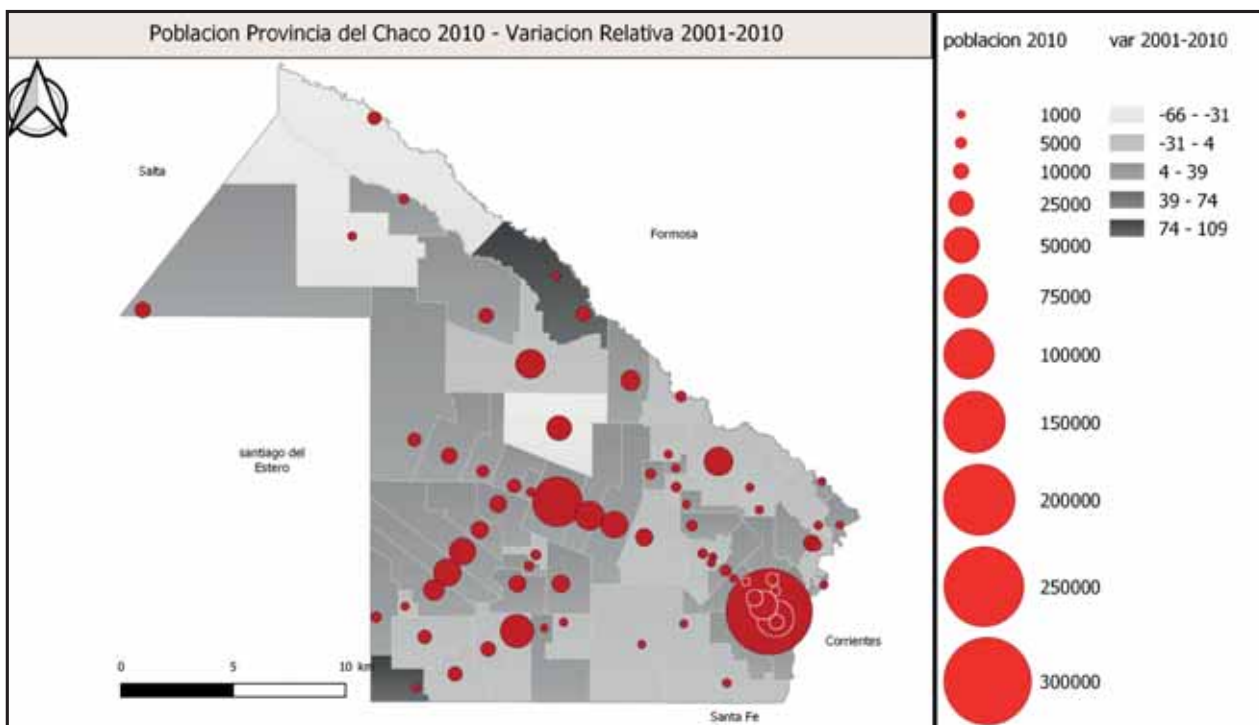 Poblacion Provincia del Chaco 2010 - Variacion Relativa 2001-2010
Salta
Formosa
santiago del
Estero
Corrientes
0 5 10 km
Santa Fe
poblacion 2010 var 2001-2010
1000 -66 - -31
5000 -31 - 4
10000 4 - 39
25000 39 - 74
50000 74 - 109
75000
100000
150000
200000
250000
300000